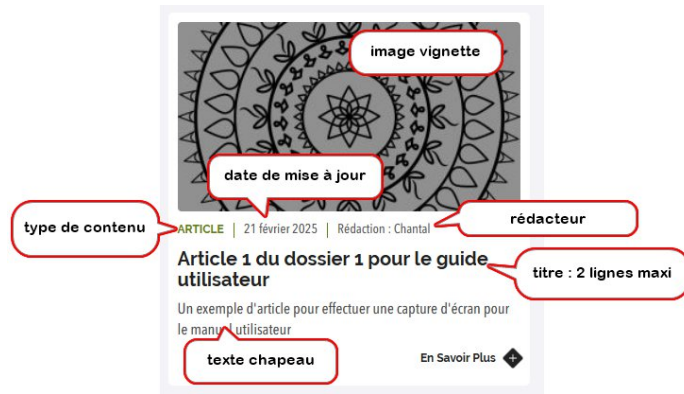 image vignette
date de mise à jour
type de contenu
rédacteur
ARTICLE | 21 février 2025 | Rédaction : Chantal
Article 1 du dossier 1 pour le guide
utilisateur
titre : 2 lignes maxi
Un exemple d'article pour effectuer une capture d'écran pour
le manuel utilisateur
texte chapeau
En Savoir Plus